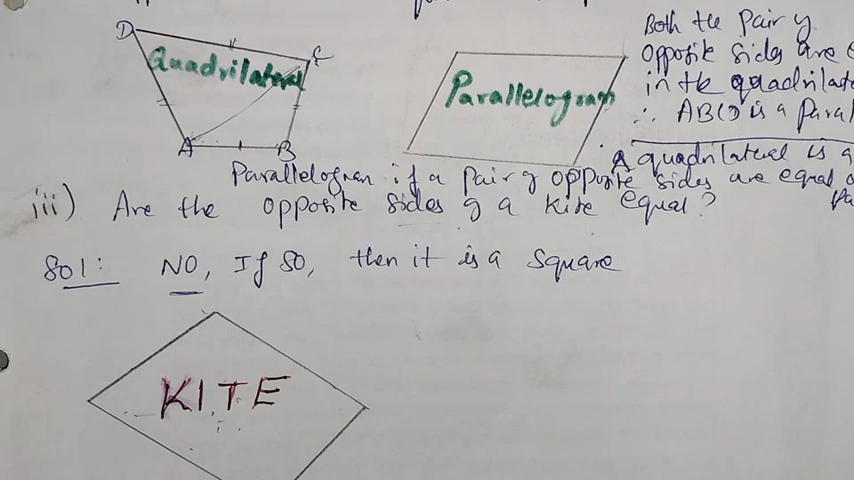 D
C
Quadrilateral
A
B
Parallelogram
Both the pair of
opposite sides are
in the quadrilate
∴ ABCD is a paral
A quadrilateral is a
Parallelogram if a pair of opposite sides are equal
iii) Are the opposite sides of a kite equal?
Sol: NO, If so, then it is a square
KITE